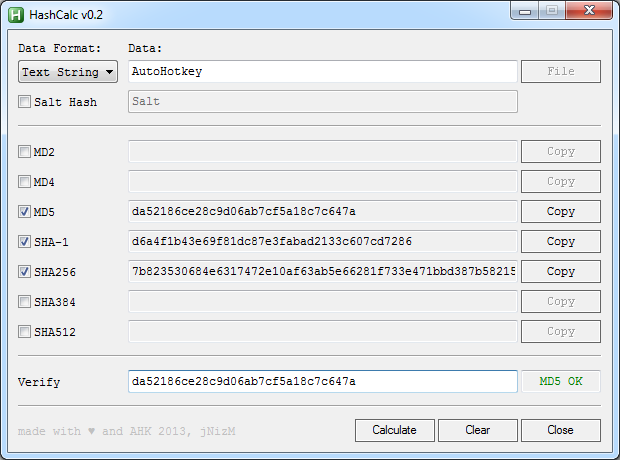 HashCalc v0.2
Data Format: Data:
Text String AutoHotkey File
Salt Hash Salt
MD2 Copy
MD4 Copy
MD5 da52186ce28c9d06ab7cf5a18c7c647a Copy
SHA-1 d6a4f1b43e69f81dc87e3fabad2133c607cd7286 Copy
SHA256 7b823530684e6317472e10af63ab5e66281f733e471bbd387b58215 Copy
SHA384 Copy
SHA512 Copy
Verify da52186ce28c9d06ab7cf5a18c7c647a MD5 OK
made with ♥ and AHK 2013, jNizM Calculate Clear Close